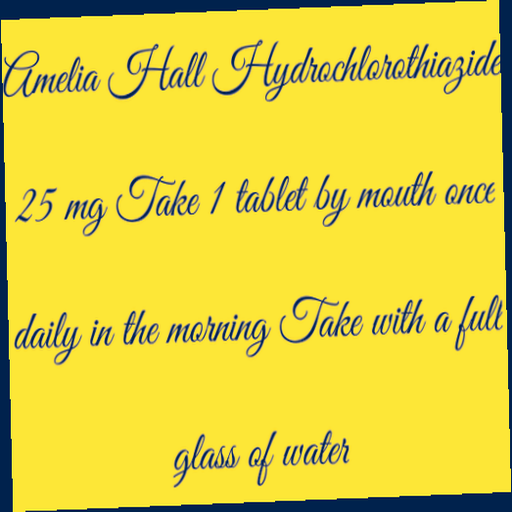 Amelia Hall Hydrochlorothiazide
25 mg Take 1 tablet by mouth once
daily in the morning Take with a full
glass of water